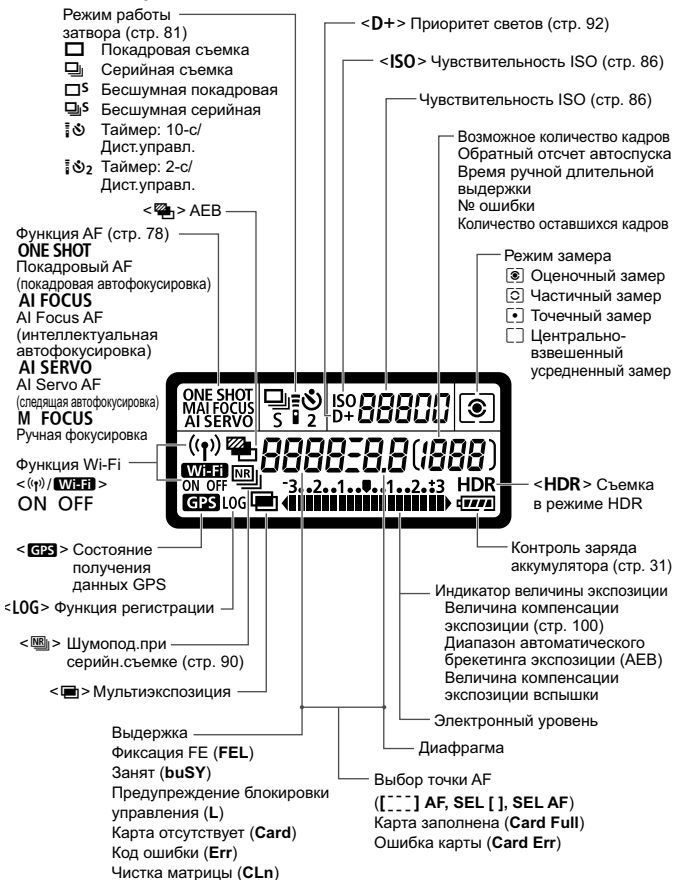 Режим работы
затвора (стр. 81)
Покадровая съемка
Серийная съемка
S Бесшумная покадровая
S Бесшумная серийная
Таймер: 10-с/
Дист.управл.
2 Таймер: 2-с/
Дист.управл.
<D+> Приоритет светов (стр. 92)
<ISO> Чувствительность ISO (стр. 86)
Чувствительность ISO (стр. 86)
Возможное количество кадров
Обратный отсчет автоспуска
Время ручной длительной
выдержки
№ ошибки
Количество оставшихся кадров
< > AEB
Функция AF (стр. 78)
ONE SHOT
Покадровый AF
(покадровая автофокусировка)
AI FOCUS
AI Focus AF
(интеллектуальная
автофокусировка)
AI SERVO
AI Servo AF
(следящая автофокусировка)
M FOCUS
Ручная фокусировка
Режим замера
Оценочный замер
Частичный замер
Точечный замер
Центрально-
взвешенный
усредненный замер
ONE SHOT
MAI FOCUS
AI SERVO
S 2
ISO
D+ 88800
8888-8.8(1888)
Wi-Fi
ON OFF
NR
-3..2..1.. ..1..2.+3
HDR
GPS LOG
Функция Wi-Fi
< / Wi-Fi >
ON OFF
<HDR> Съемка
в режиме HDR
<GPS> Состояние
получения
данных GPS
Контроль заряда
аккумулятора (стр. 31)
<LOG> Функция регистрации
Индикатор величины экспозиции
Величина компенсации
экспозиции (стр. 100)
Диапазон автоматического
брекетинга экспозиции (AEB)
Величина компенсации
экспозиции вспышки
<NR> Шумопод.при
серийн.съемке (стр. 90)
< > Мультиэкспозиция
Электронный уровень
Выдержка
Фиксация FE (FEL)
Занят (buSY)
Предупреждение блокировки
управления (L)
Карта отсутствует (Card)
Код ошибки (Err)
Чистка матрицы (CLn)
Диафрагма
Выбор точки AF
([---] AF, SEL [ ], SEL AF)
Карта заполнена (Card Full)
Ошибка карты (Card Err)